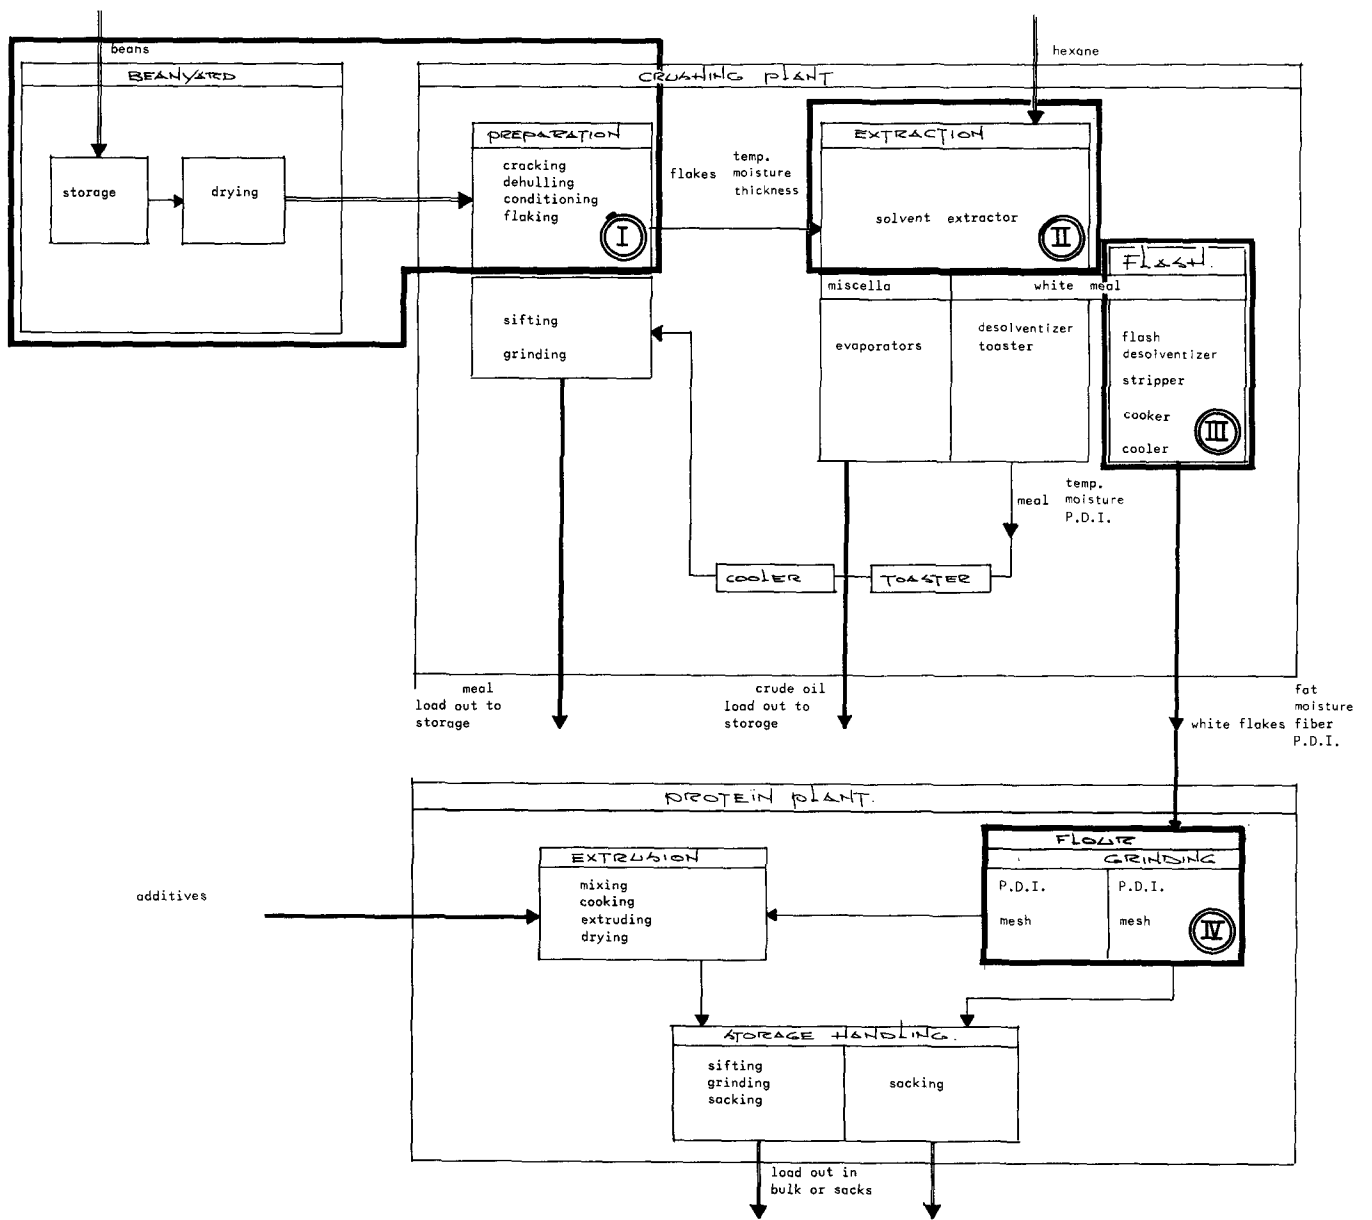 beans
hexane
BEANYARD
CRUSHING PLANT
PREPARATION
cracking
dehulling
conditioning
flaking
I
storage
drying
flakes
temp.
moisture
thickness
EXTRACTION
solvent extractor
II
FLASH.
miscella
white meal
sifting
grinding
evaporators
desolventizer
toaster
flash
desolventizer
stripper
cooker
cooler
III
meal
temp.
moisture
P.D.I.
COOLER
TOASTER
meal
load out to
storage
crude oil
load out to
storage
white flakes
fat
moisture
fiber
P.D.I.
PROTEIN PLANT.
EXTRUSION
mixing
cooking
extruding
drying
additives
FLOUR
GRINDING
P.D.I.
mesh
P.D.I.
mesh
IV
STORAGE HANDLING.
sifting
grinding
sacking
sacking
load out in
bulk or sacks